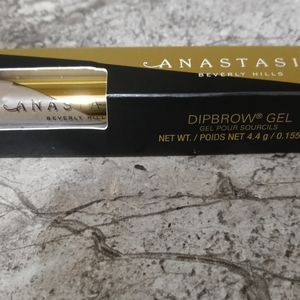 ANASTASI
BEVERLY HILLS
ANASTA
BEVERLY HILL
DIPBROW® GEL
GEL POUR SOURCILS
NET WT. / POIDS NET 4.4 g / 0.155